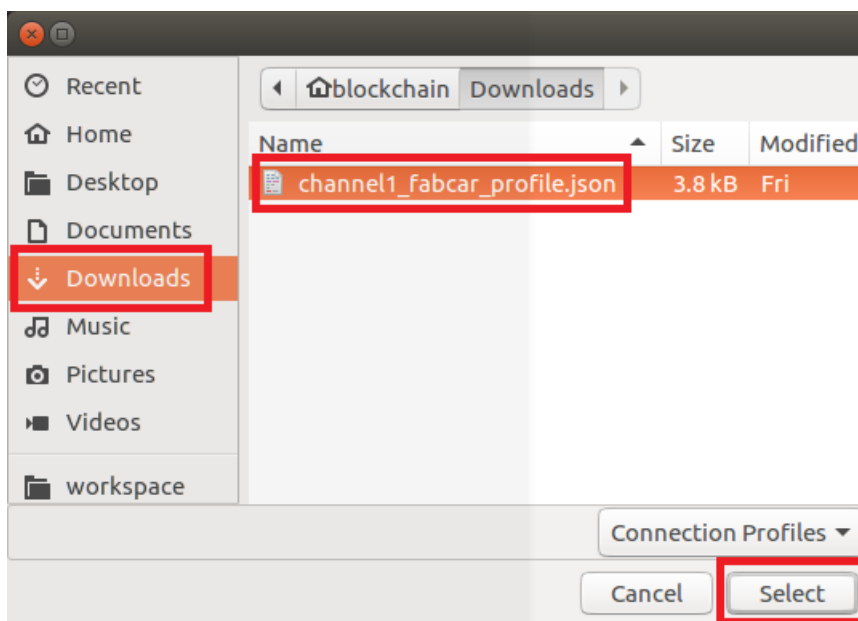 Recent
Home
Desktop
Documents
Downloads
Music
Pictures
Videos
workspace
blockchain Downloads
Name Size Modified
channel1_fabcar_profile.json 3.8 kB Fri
Connection Profiles
Cancel Select